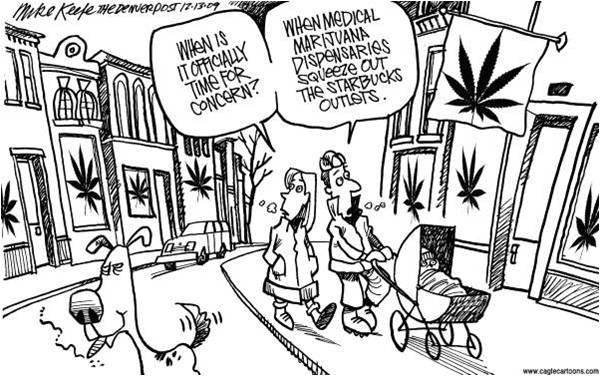 Mike Keefe THE DENVER POST 12-13-09
WHEN IS
IT OFFICIALLY
TIME FOR
CONCERN?
WHEN MEDICAL
MARIJUANA
DISPENSARIES
SQUEEZE OUT
THE STARBUCKS
OUTLETS.
www.caglecartoons.com